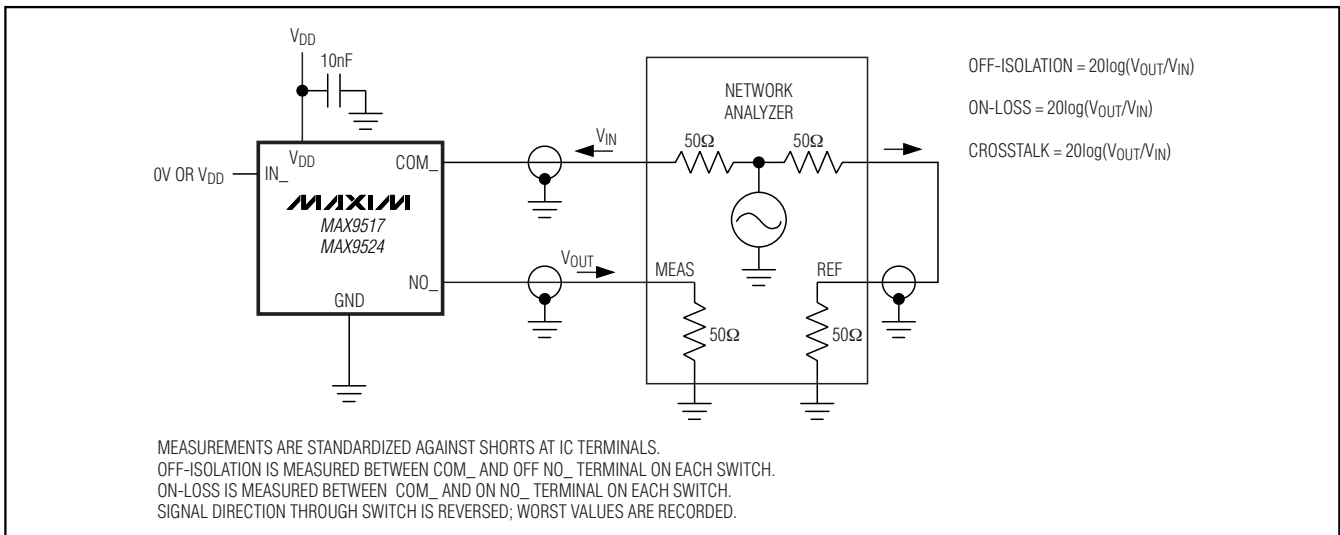 V_DD
10nF
V_DD
0V OR V_DD
IN_
COM_
MAXIM
MAX9517
MAX9524
NO_
GND
V_IN
V_OUT
NETWORK
ANALYZER
50Ω
50Ω
MEAS
REF
50Ω
50Ω
OFF-ISOLATION = 20log(V_OUT/V_IN)
ON-LOSS = 20log(V_OUT/V_IN)
CROSSTALK = 20log(V_OUT/V_IN)
MEASUREMENTS ARE STANDARDIZED AGAINST SHORTS AT IC TERMINALS.
OFF-ISOLATION IS MEASURED BETWEEN COM_ AND OFF NO_ TERMINAL ON EACH SWITCH.
ON-LOSS IS MEASURED BETWEEN COM_ AND ON NO_ TERMINAL ON EACH SWITCH.
SIGNAL DIRECTION THROUGH SWITCH IS REVERSED; WORST VALUES ARE RECORDED.